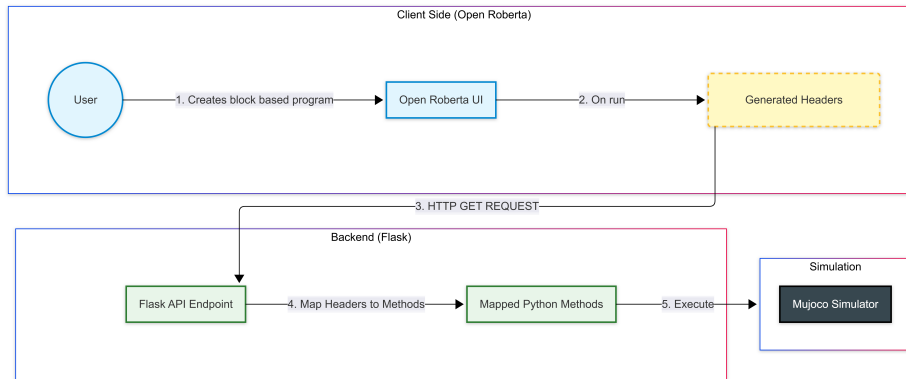 Client Side (Open Roberta)
User
1. Creates block based program
Open Roberta UI
2. On run
Generated Headers
3. HTTP GET REQUEST
Backend (Flask)
Simulation
Flask API Endpoint
4. Map Headers to Methods
Mapped Python Methods
5. Execute
Mujoco Simulator